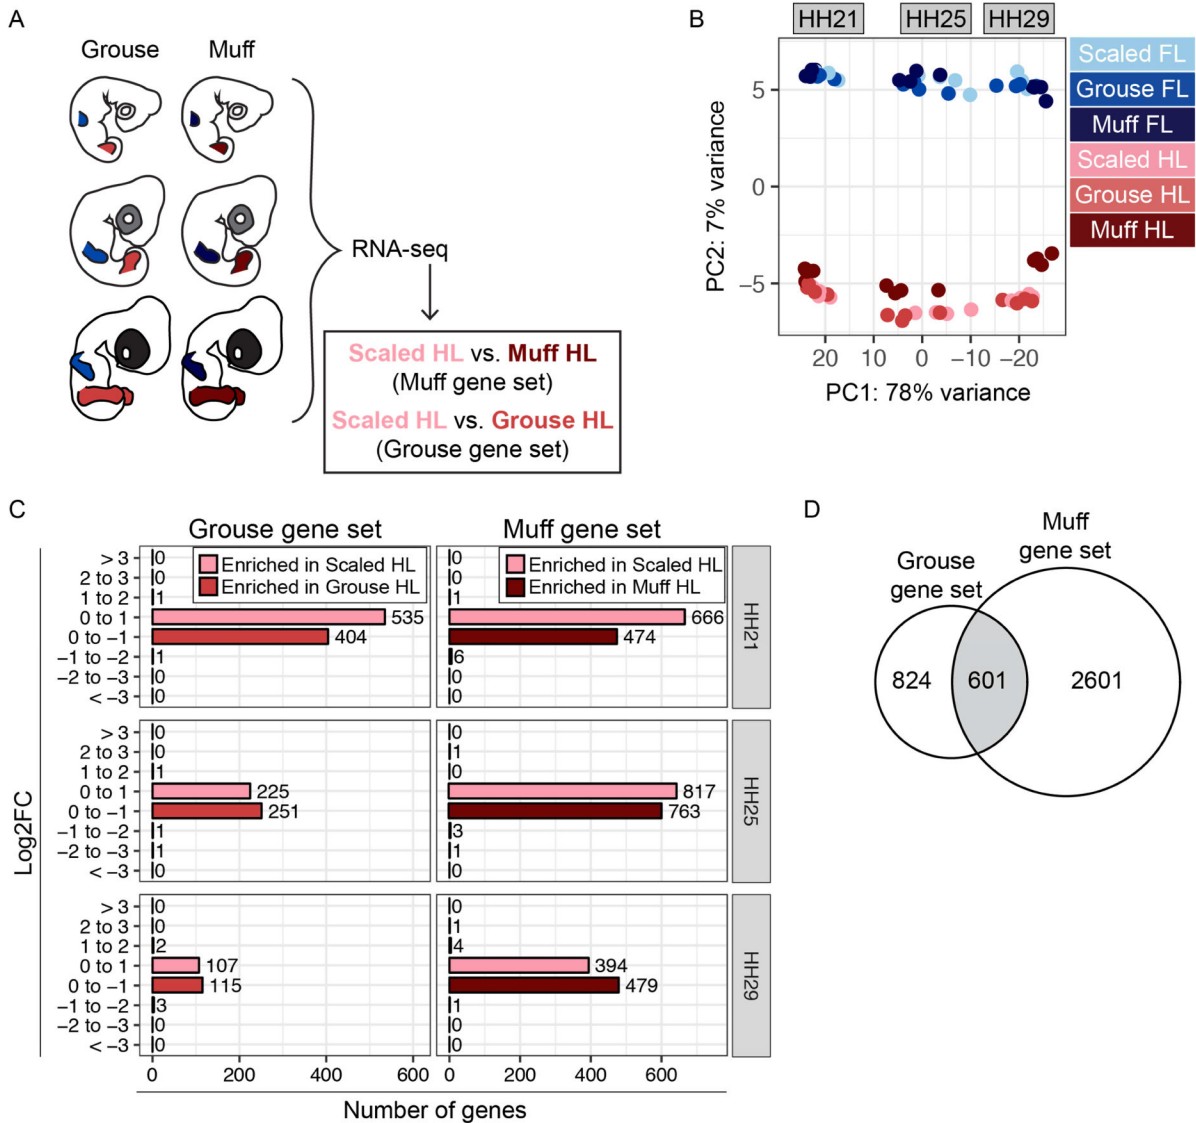 A
Grouse
Muff
RNA-seq
Scaled HL vs. Muff HL
(Muff gene set)
Scaled HL vs. Grouse HL
(Grouse gene set)
B
HH21
HH25
HH29
PC2: 7% variance
5
0
−5
20
10
0
−10
−20
PC1: 78% variance
Scaled FL
Grouse FL
Muff FL
Scaled HL
Grouse HL
Muff HL
C
Grouse gene set
Muff gene set
Log2FC
Enriched in Scaled HL
Enriched in Grouse HL
Enriched in Scaled HL
Enriched in Muff HL
> 3 0 0
2 to 3 0 0
1 to 2 1 1
0 to 1 535 666
0 to −1 404 474
−1 to −2 1 6
−2 to −3 0 0
< −3 0 0
HH21
> 3 0 0
2 to 3 0 1
1 to 2 1 0
0 to 1 225 817
0 to −1 251 763
−1 to −2 1 3
−2 to −3 1 1
< −3 0 0
HH25
> 3 0 0
2 to 3 0 1
1 to 2 2 4
0 to 1 107 394
0 to −1 115 479
−1 to −2 3 1
−2 to −3 0 0
< −3 0 0
HH29
0 200 400 600 0 200 400 600
Number of genes
D
Grouse
gene set
Muff
gene set
824
601
2601